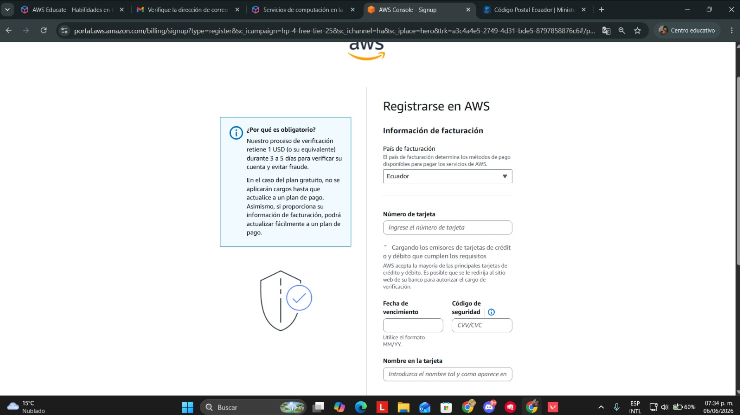 AWS Educate - Habilidades en l
Verifique la dirección de correo
Servicios de computación en la
AWS Console - Signup
Código Postal Ecuador | Minist
portal.aws.amazon.com/billing/signup?type=register&sc_icampaign=hp-4-free-tier-25&sc_ichannel=ha&sc_iplace=hero&trk=a3c4a4e5-2749-4d31-bde5-8797858876c6#/p...
Centro educativo
aws
Registrarse en AWS
¿Por qué es obligatorio?
Nuestro proceso de verificación
retiene 1 USD (o su equivalente)
durante 3 a 5 días para verificar su
cuenta y evitar fraude.
En el caso del plan gratuito, no se
aplicarán cargos hasta que
actualice a un plan de pago.
Asimismo, si proporciona su
información de facturación, podrá
actualizar fácilmente a un plan de
pago.
Información de facturación
País de facturación
El país de facturación determina los métodos de pago
disponibles para pagar los servicios de AWS.
Ecuador
Número de tarjeta
Ingrese el número de tarjeta
Cargando los emisores de tarjetas de crédit
o y débito que cumplen los requisitos
AWS acepta la mayoría de las principales tarjetas de
crédito y débito. Es posible que se le redirija al sitio
web de su banco para autorizar el cargo de
verificación.
Fecha de
vencimiento
Código de
seguridad
CVV/CVC
Utilice el formato
MM/YY.
Nombre en la tarjeta
Introduzca el nombre tal y como aparece en
15°C
Nublado
Buscar
ESP
INTL
60%
07:34 p. m.
06/06/2026